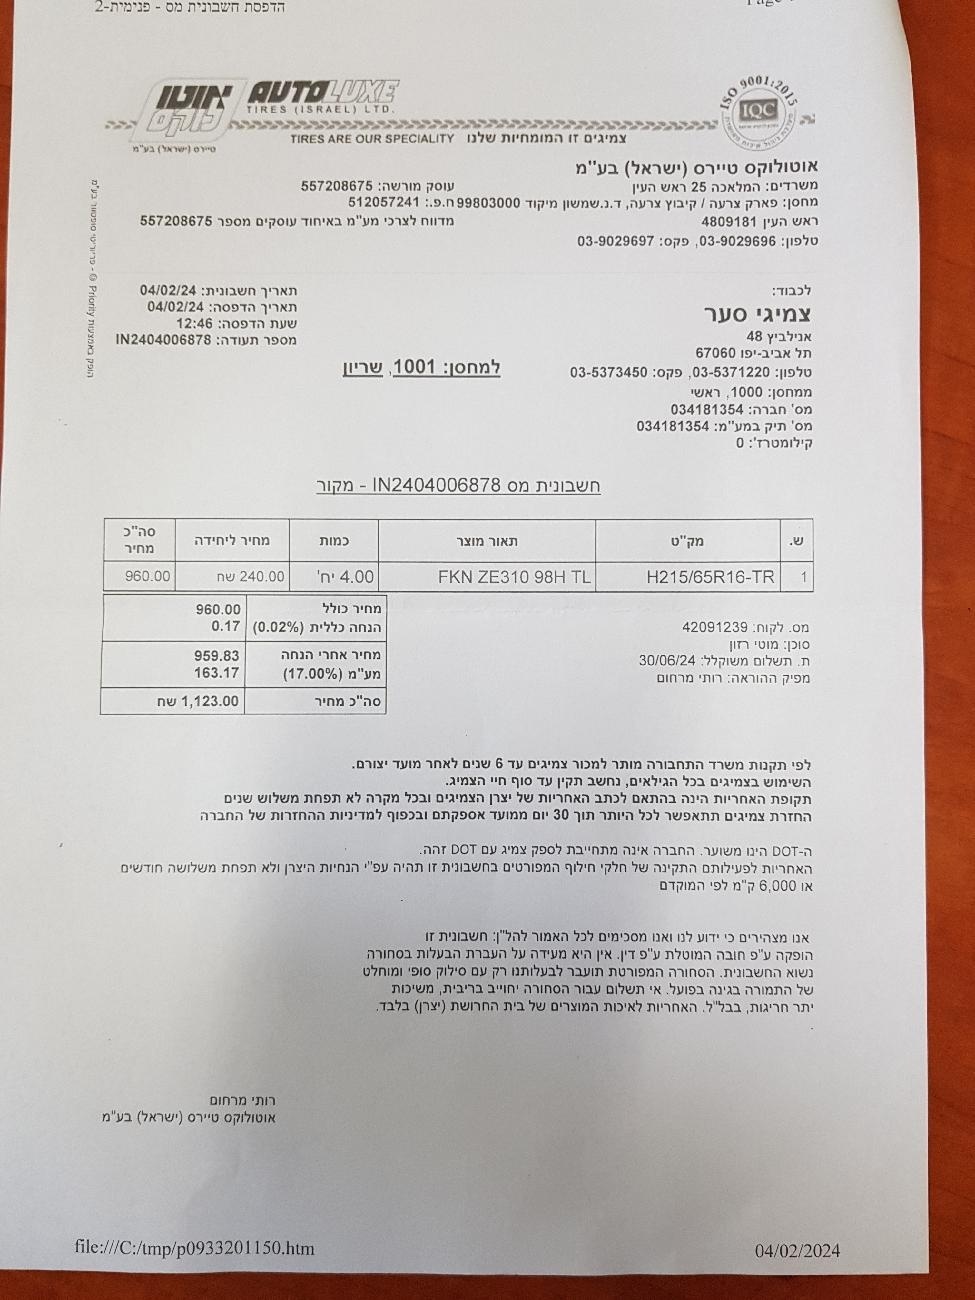 הדפסת חשבונית מס - פנימית-2
אוטו
לוקס
טיירס (ישראל) בע"מ
AUTOLUXE
TIRES (ISRAEL) LTD.
TIRES ARE OUR SPECIALITY צמיגים זו המומחיות שלנו
ISO 9001:2015
IQC
אוטולוקס טיירס (ישראל) בע"מ
משרדים: המלאכה 25 ראש העין
עוסק מורשה: 557208675
מחסן: פארק צרעה / קיבוץ צרעה, ד.נ.שמשון מיקוד 99803000
ח.פ.: 512057241
ראש העין 4809181
מדווח לצרכי מע"מ באיחוד עוסקים מספר 557208675
טלפון: 03-9029696, פקס: 03-9029697
הופק באמצעות Priority © - פריוריטי סופטוור בע"מ
לכבוד:
צמיגי סער
אנילביץ 48
תל אביב-יפו 67060
טלפון: 03-5371220, פקס: 03-5373450
ממחסן: 1000, ראשי
מס' חברה: 034181354
מס' תיק במע"מ: 034181354
קילומטרז': 0
תאריך חשבונית: 04/02/24
תאריך הדפסה: 04/02/24
שעת הדפסה: 12:46
מספר תעודה: IN2404006878
למחסן: 1001, שריון
חשבונית מס IN2404006878 - מקור
ש. מק"ט תאור מוצר כמות מחיר ליחידה סה"כ מחיר
1 H215/65R16-TR FKN ZE310 98H TL 4.00 יח' 240.00 שח 960.00
מחיר כולל 960.00
הנחה כללית (0.02%) 0.17
מחיר אחרי הנחה 959.83
מע"מ (17.00%) 163.17
סה"כ מחיר 1,123.00 שח
מס. לקוח: 42091239
סוכן: מוטי רזון
ת. תשלום משוקלל: 30/06/24
מפיק ההוראה: רותי מרחום
לפי תקנות משרד התחבורה מותר למכור צמיגים עד 6 שנים לאחר מועד יצורם.
השימוש בצמיגים בכל הגילאים, נחשב תקין עד סוף חיי הצמיג.
תקופת האחריות הינה בהתאם לכתב האחריות של יצרן הצמיגים ובכל מקרה לא תפחת משלוש שנים
החזרת צמיגים תתאפשר לכל היותר תוך 30 יום ממועד אספקתם ובכפוף למדיניות ההחזרות של החברה
ה-DOT הינו משוער. החברה אינה מתחייבת לספק צמיג עם DOT זהה.
האחריות לפעילותם התקינה של חלקי חילוף המפורטים בחשבונית זו תהיה עפ"י הנחיות היצרן ולא תפחת משלושה חודשים
או 6,000 ק"מ לפי המוקדם
אנו מצהירים כי ידוע לנו ואנו מסכימים לכל האמור להל"ן: חשבונית זו
הופקה ע"פ חובה המוטלת ע"פ דין. אין היא מעידה על העברת הבעלות בסחורה
נשוא החשבונית. הסחורה המפורטת תועבר לבעלותנו רק עם סילוק סופי ומוחלט
של התמורה בגינה בפועל. אי תשלום עבור הסחורה יחוייב בריבית, משיכות
יתר חריגות, בבל"ל. האחריות לאיכות המוצרים של בית החרושת (יצרן) בלבד.
רותי מרחום
אוטולוקס טיירס (ישראל) בע"מ
file:///C:/tmp/p0933201150.htm
04/02/2024